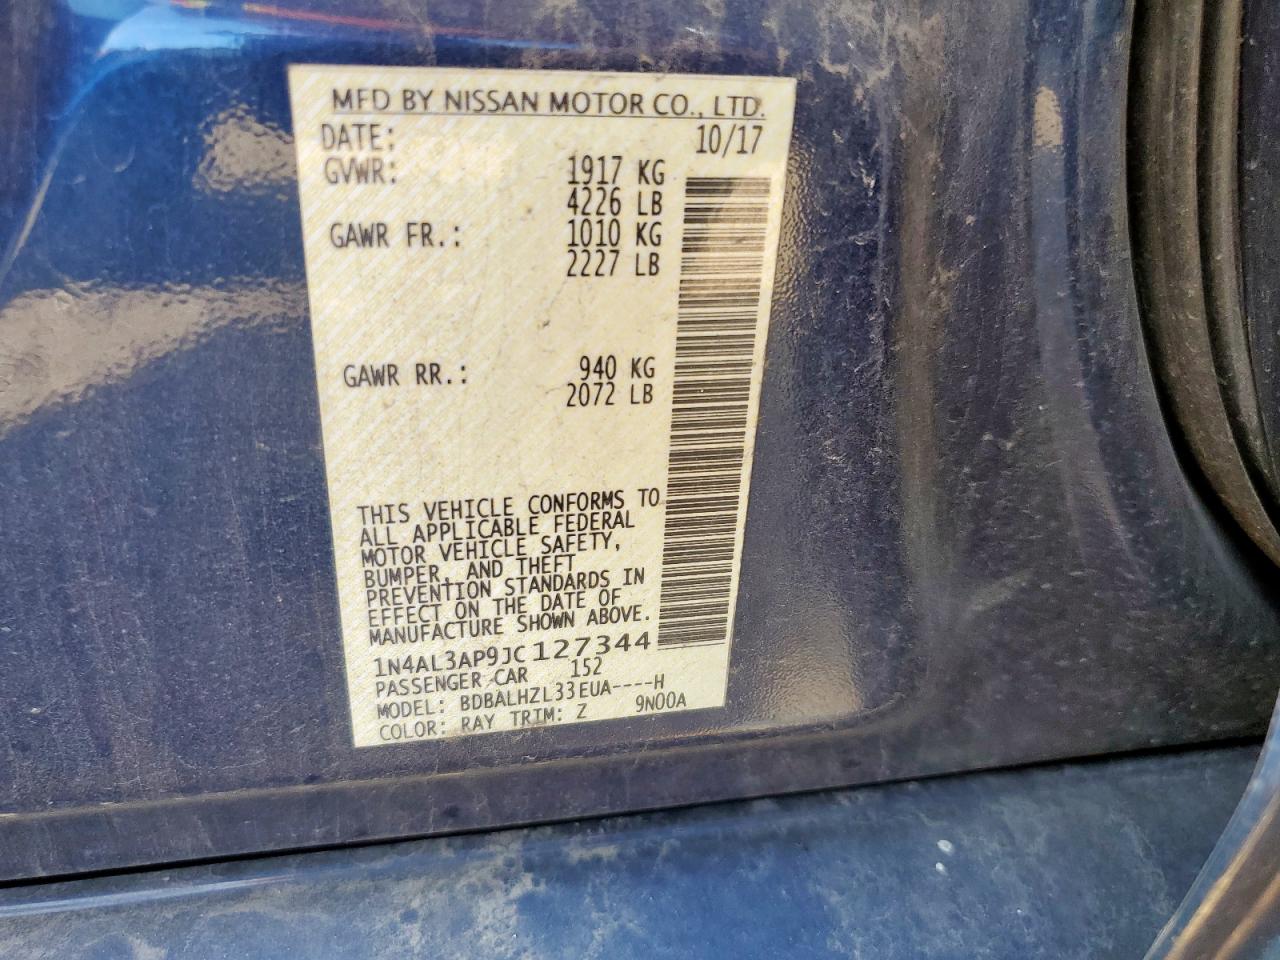 MFD BY NISSAN MOTOR CO., LTD.
DATE: 10/17
GVWR: 1917 KG
4226 LB
GAWR FR.: 1010 KG
2227 LB
GAWR RR.: 940 KG
2072 LB
THIS VEHICLE CONFORMS TO
ALL APPLICABLE FEDERAL
MOTOR VEHICLE SAFETY,
BUMPER, AND THEFT
PREVENTION STANDARDS IN
EFFECT ON THE DATE OF
MANUFACTURE SHOWN ABOVE.
1N4AL3AP9JC127344
PASSENGER CAR 152
MODEL: BDBALHZL33EUA----H
COLOR: RAY TRIM: Z 9N00A